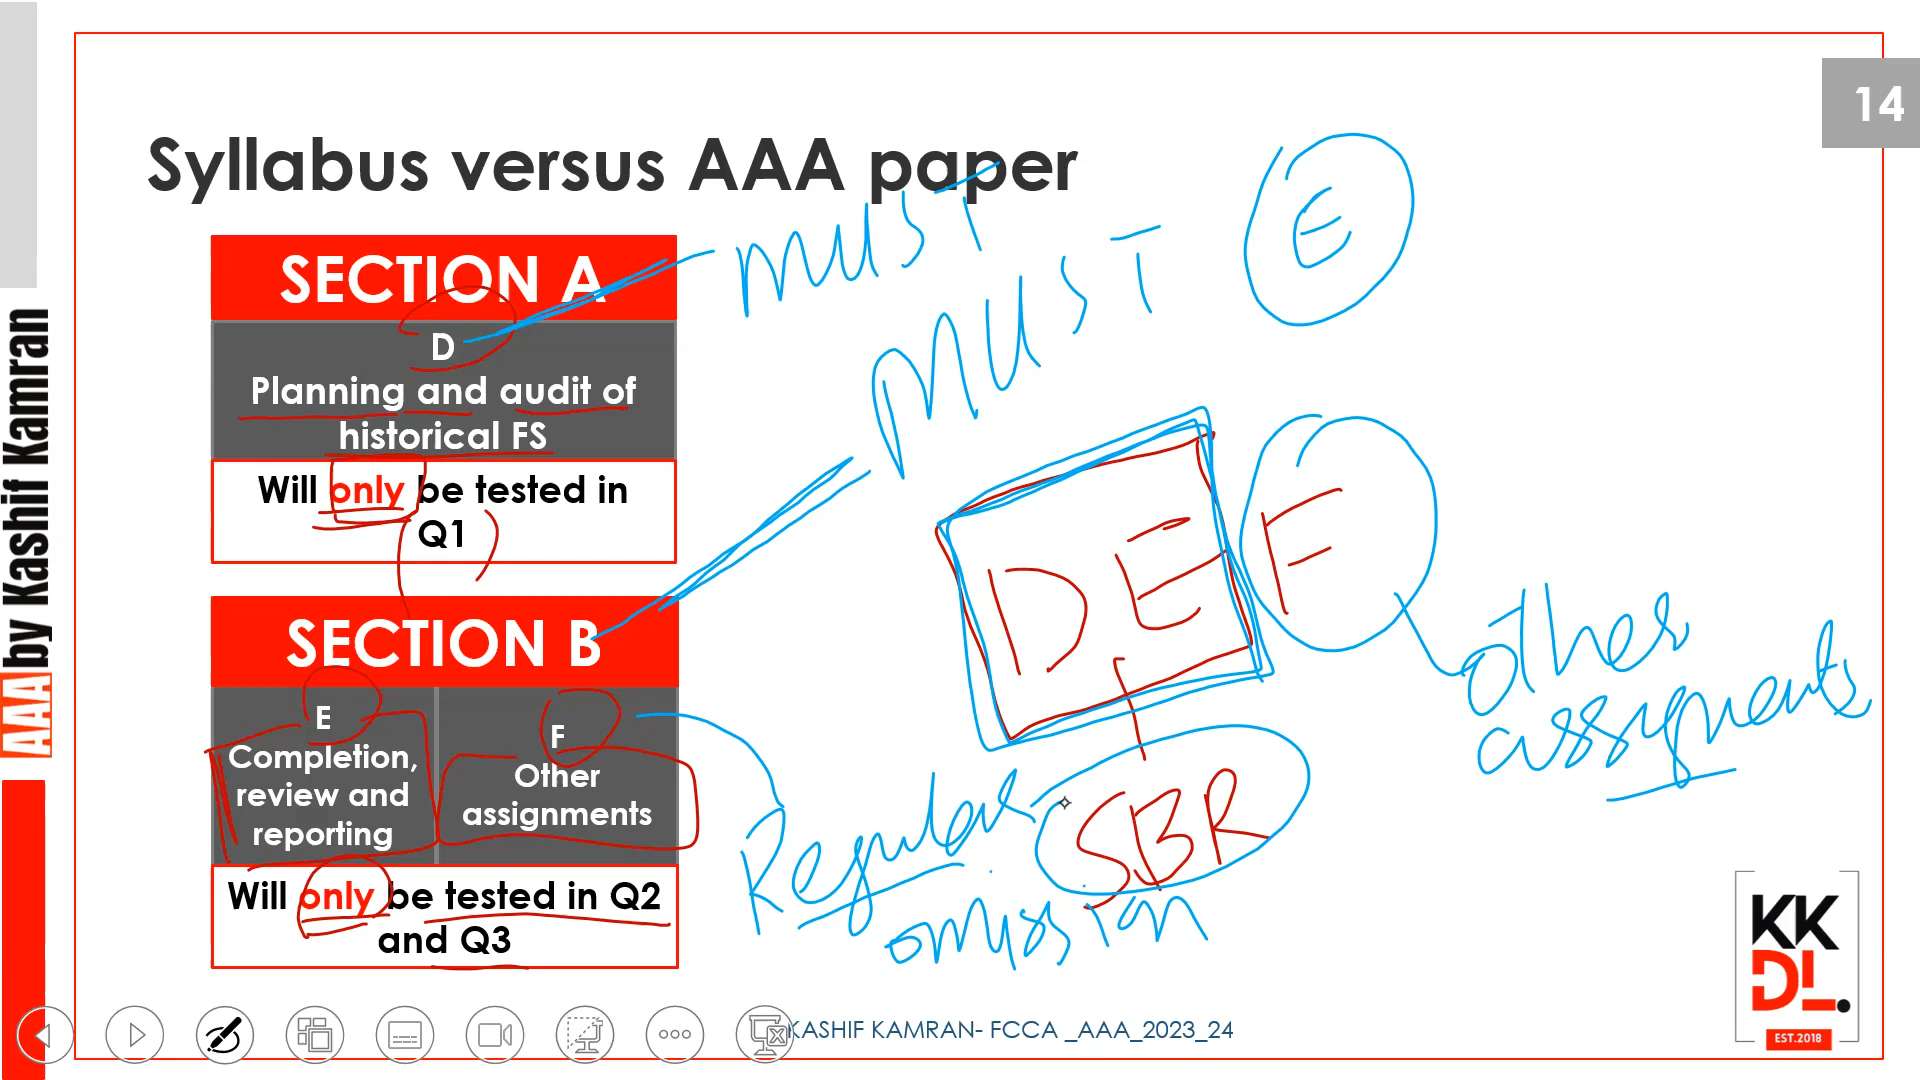 14
Syllabus versus AAA paper
SECTION A
D
Planning and audit of
historical FS
Will only be tested in
Q1
SECTION B
E
Completion,
review and
reporting
F
Other
assignments
Will only be tested in Q2
and Q3
MUST
MUST
E
DE F
SBR
other
assignments
Regular
omission
AAA by Kashif Kamran
KASHIF KAMRAN- FCCA _AAA_2023_24
KK
DL.
EST.2018